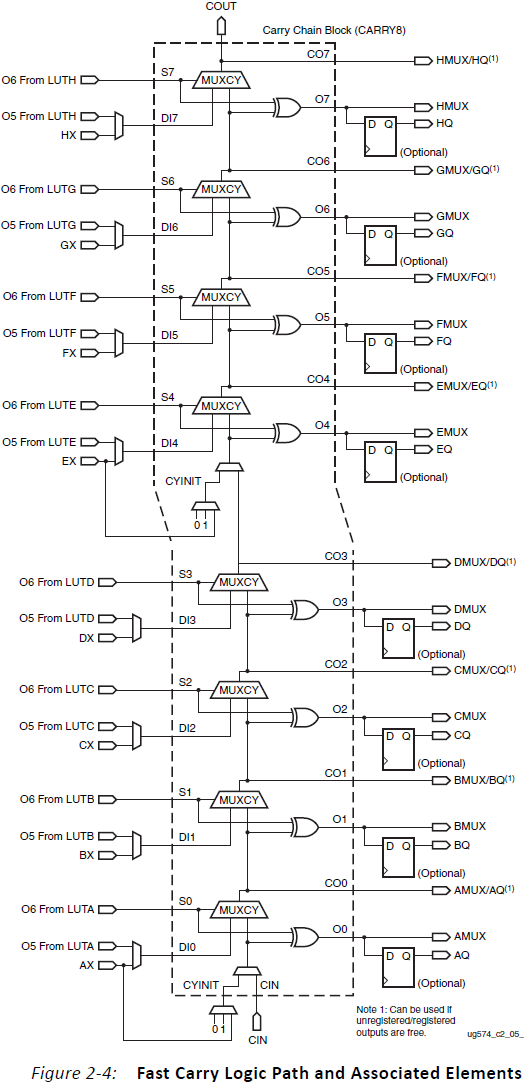 COUT
Carry Chain Block (CARRY8)
CO7
HMUX/HQ(1)
O6 From LUTH
S7
MUXCY
O5 From LUTH
DI7
HX
O7
HMUX
D Q
HQ
(Optional)
CO6
GMUX/GQ(1)
O6 From LUTG
S6
MUXCY
O5 From LUTG
DI6
GX
O6
GMUX
D Q
GQ
(Optional)
CO5
FMUX/FQ(1)
O6 From LUTF
S5
MUXCY
O5 From LUTF
DI5
FX
O5
FMUX
D Q
FQ
(Optional)
CO4
EMUX/EQ(1)
O6 From LUTE
S4
MUXCY
O5 From LUTE
DI4
EX
O4
EMUX
D Q
EQ
(Optional)
CYINIT
0 1
CO3
DMUX/DQ(1)
O6 From LUTD
S3
MUXCY
O5 From LUTD
DI3
DX
O3
DMUX
D Q
DQ
(Optional)
CO2
CMUX/CQ(1)
O6 From LUTC
S2
MUXCY
O5 From LUTC
DI2
CX
O2
CMUX
D Q
CQ
(Optional)
CO1
BMUX/BQ(1)
O6 From LUTB
S1
MUXCY
O5 From LUTB
DI1
BX
O1
BMUX
D Q
BQ
(Optional)
CO0
AMUX/AQ(1)
O6 From LUTA
S0
MUXCY
O5 From LUTA
DI0
AX
O0
AMUX
D Q
AQ
(Optional)
CYINIT
CIN
0 1
CIN
Note 1: Can be used if
unregistered/registered
outputs are free.
ug574_c2_05_
Figure 2-4: Fast Carry Logic Path and Associated Elements